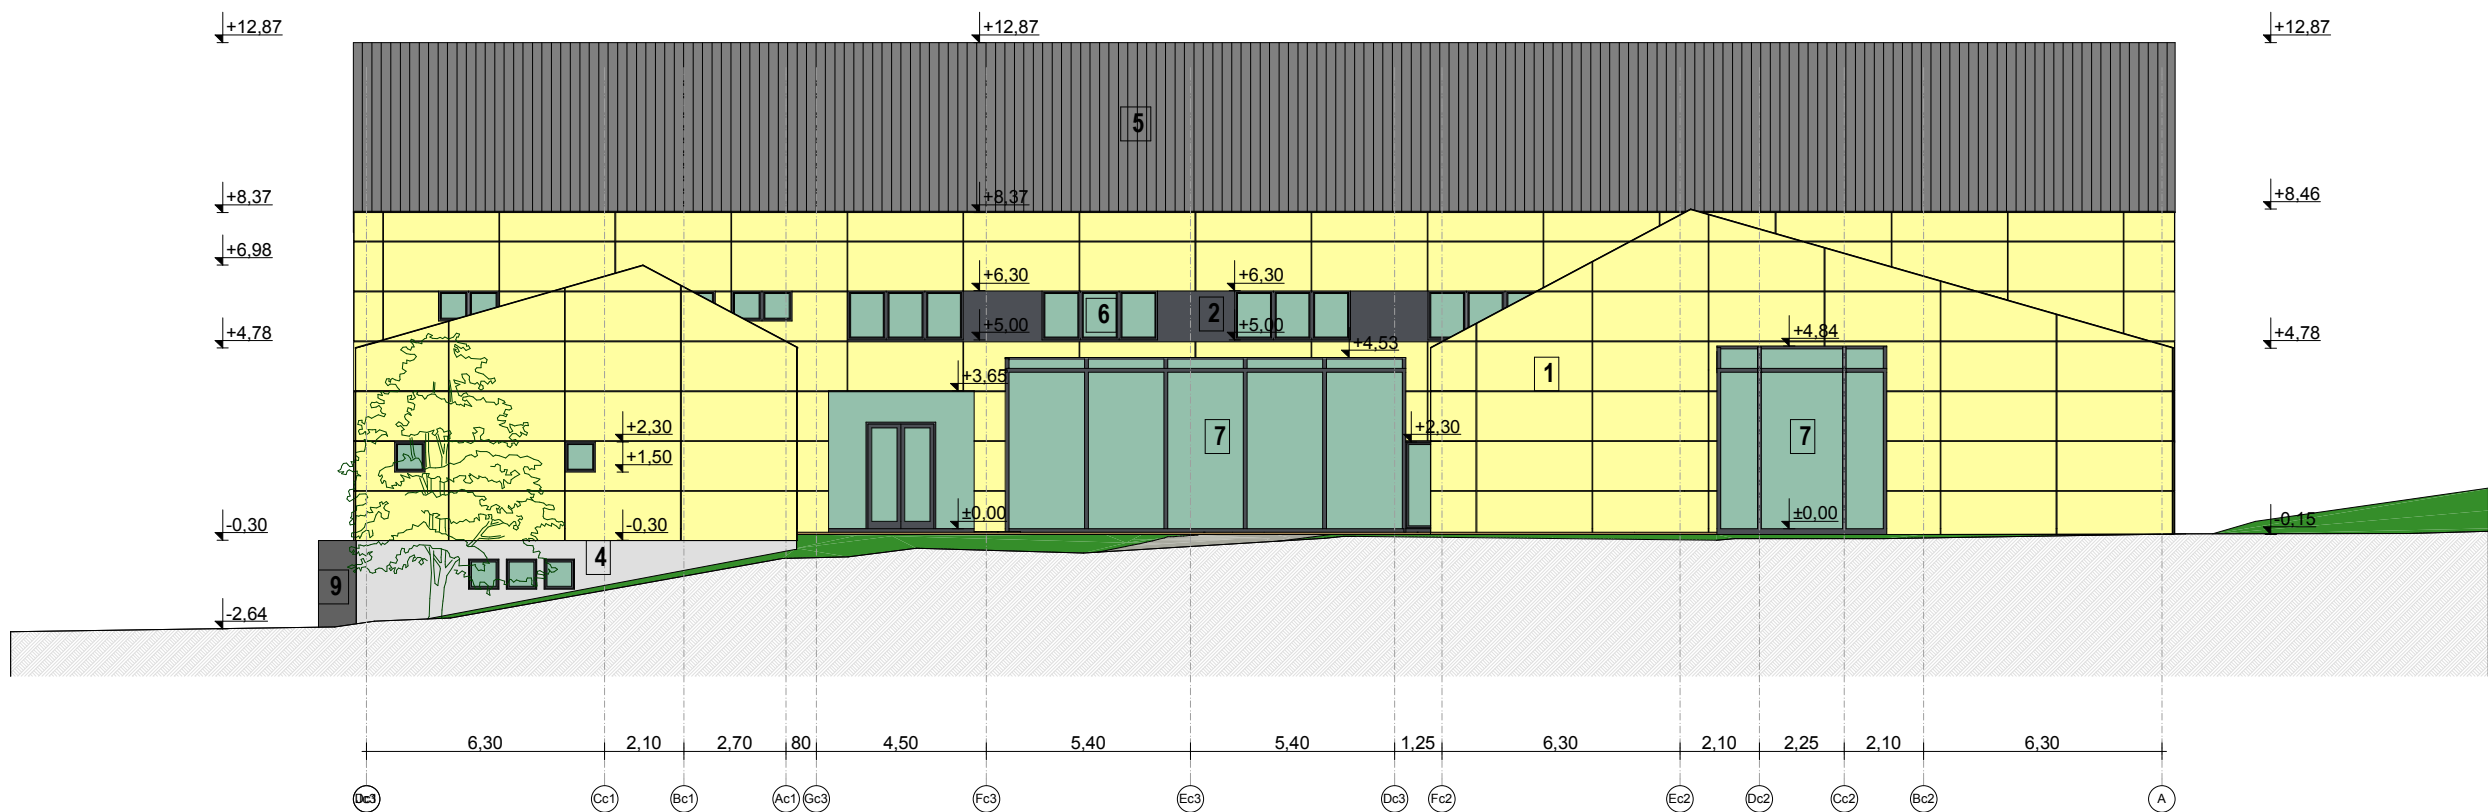 +12,87 +12,87 +12,87
5
+8,37 +8,37 +8,46
+6,98
+6,30 +6,30
6 2
+5,00 +5,00
+4,78 +4,84 +4,78
+4,53
+3,65 1
+2,30 +2,30
7 7
+1,50
-0,30 -0,30 ±0,00 ±0,00 -0,15
4
9
-2,64
6,30 2,10 2,70 80 4,50 5,40 5,40 1,25 6,30 2,10 2,25 2,10 6,30
Cc1 Bc1 Ac1 Gc3 Fc3 Ec3 Dc3 Fc2 Ec2 Dc2 Cc2 Bc2 A